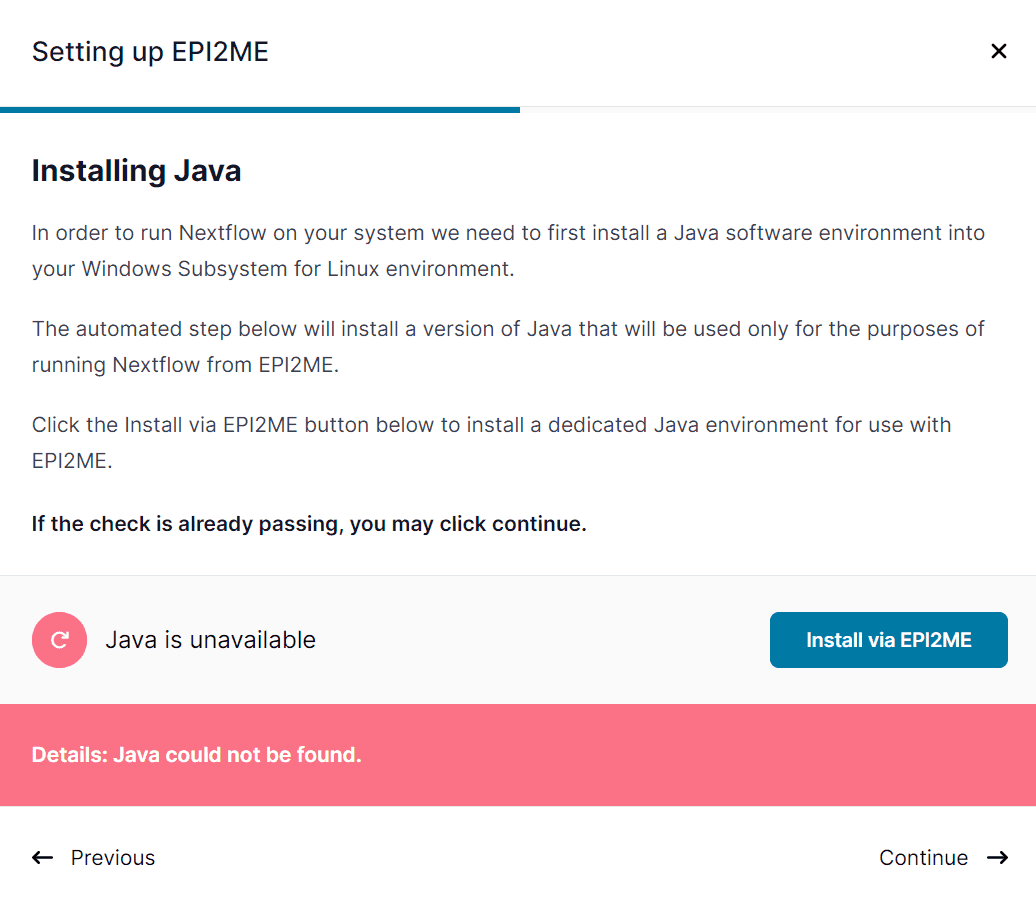 Setting up EPI2ME
Installing Java
In order to run Nextflow on your system we need to first install a Java software environment into
your Windows Subsystem for Linux environment.
The automated step below will install a version of Java that will be used only for the purposes of
running Nextflow from EPI2ME.
Click the Install via EPI2ME button below to install a dedicated Java environment for use with
EPI2ME.
If the check is already passing, you may click continue.
Java is unavailable
Install via EPI2ME
Details: Java could not be found.
Previous
Continue